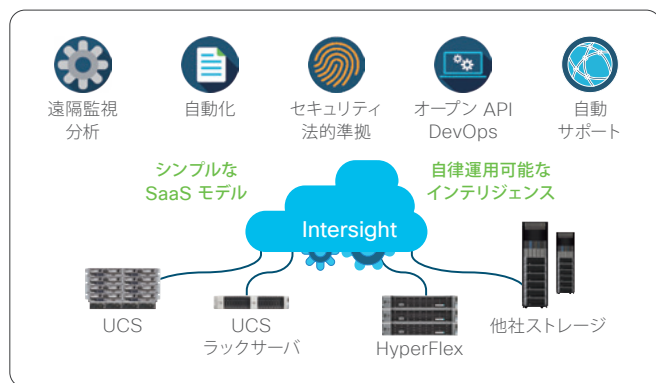 遠隔監視
分析
自動化
セキュリティ
法的準拠
オープン API
DevOps
自動
サポート
シンプルな
SaaS モデル
自律運用可能な
インテリジェンス
Intersight
UCS
UCS
ラックサーバ
HyperFlex
他社ストレージ